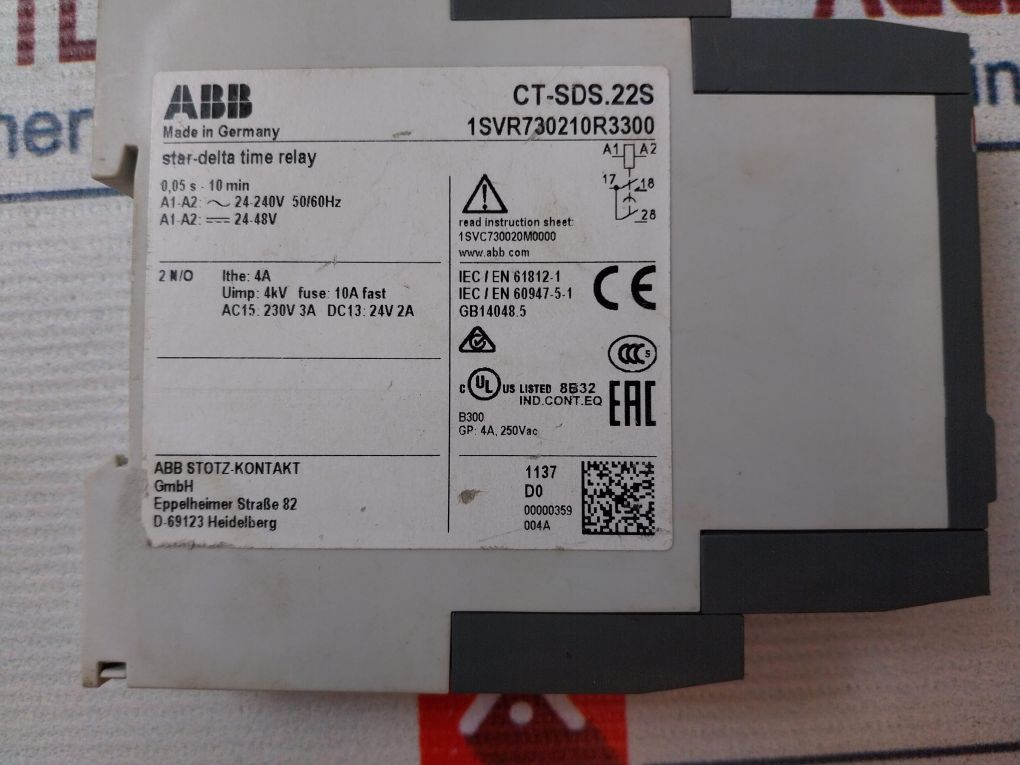 ABB
Made in Germany
CT-SDS.22S
1SVR730210R3300
star-delta time relay
0,05 s - 10 min
A1-A2: 24-240V 50/60Hz
A1-A2: 24-48V
A1 A2
17 18
28
read instruction sheet:
1SVC730020M0000
www.abb.com
2 N/O Ithe: 4A
Uimp: 4kV fuse: 10A fast
AC15: 230V 3A DC13: 24V 2A
IEC / EN 61812-1
IEC / EN 60947-5-1
GB14048.5
CE
CCC S
C UL US LISTED 8B32
IND.CONT.EQ
EAC
B300
GP: 4A, 250Vac
ABB STOTZ-KONTAKT
GmbH
Eppelheimer Straße 82
D-69123 Heidelberg
1137
D0
00000359
004A